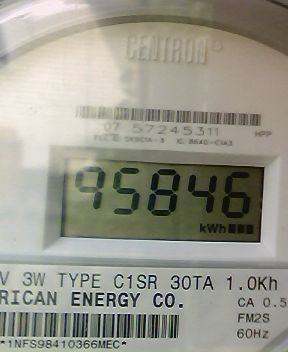 CENTRON®
07 57245311
HPP
95846
kWh
V 3W TYPE C1SR 30TA 1.0Kh
RICAN ENERGY CO.
CA 0.5
FM2S
60Hz
*1NFS98410366MEC*